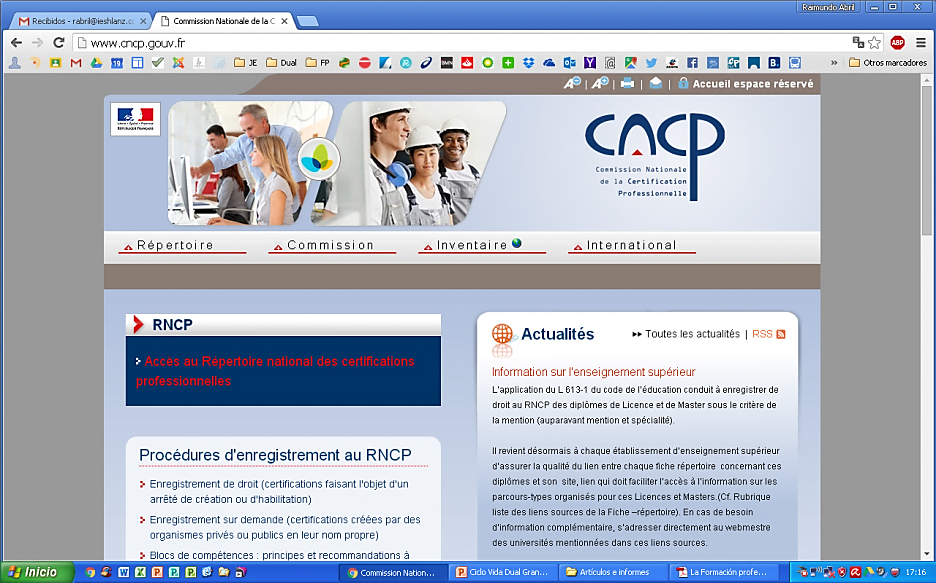 Raimundo Abril
Recibidos - rabril@ieshlanz.c
Commission Nationale de la C
www.cncp.gouv.fr
ABP
JE
Dual
FP
Otros marcadores
A | A | | | Accueil espace réservé
RÉPUBLIQUE FRANÇAISE
CNCP
Commission Nationale
de la Certification
Professionnelle
Répertoire
Commission
Inventaire
International
RNCP
Accès au Répertoire national des certifications
professionnelles
Procédures d'enregistrement au RNCP
Enregistrement de droit (certifications faisant l'objet d'un
arrêté de création ou d'habilitation)
Enregistrement sur demande (certifications créées par des
organismes privés ou publics en leur nom propre)
Blocs de compétences : principes et recommandations à
Actualités
Toutes les actualités | RSS
Information sur l'enseignement supérieur
L'application du L 613-1 du code de l'éducation conduit à enregistrer de
droit au RNCP des diplômes de Licence et de Master sous le critère de
la mention (auparavant mention et spécialité).
Il revient désormais à chaque établissement d'enseignement supérieur
d'assurer la qualité du lien entre chaque fiche répertoire concernant ces
diplômes et son site, lien qui doit faciliter l'accès à l'information sur les
parcours-types organisés pour ces Licences et Masters.(Cf. Rubrique
liste des liens sources de la Fiche –répertoire). En cas de besoin
d'information complémentaire, s'adresser directement au webmestre
des universités mentionnées dans ces liens sources.
Inicio
Commission Nation...
Ciclo Vida Dual Gran...
Artículos e informes
La Formación profe...
17:16